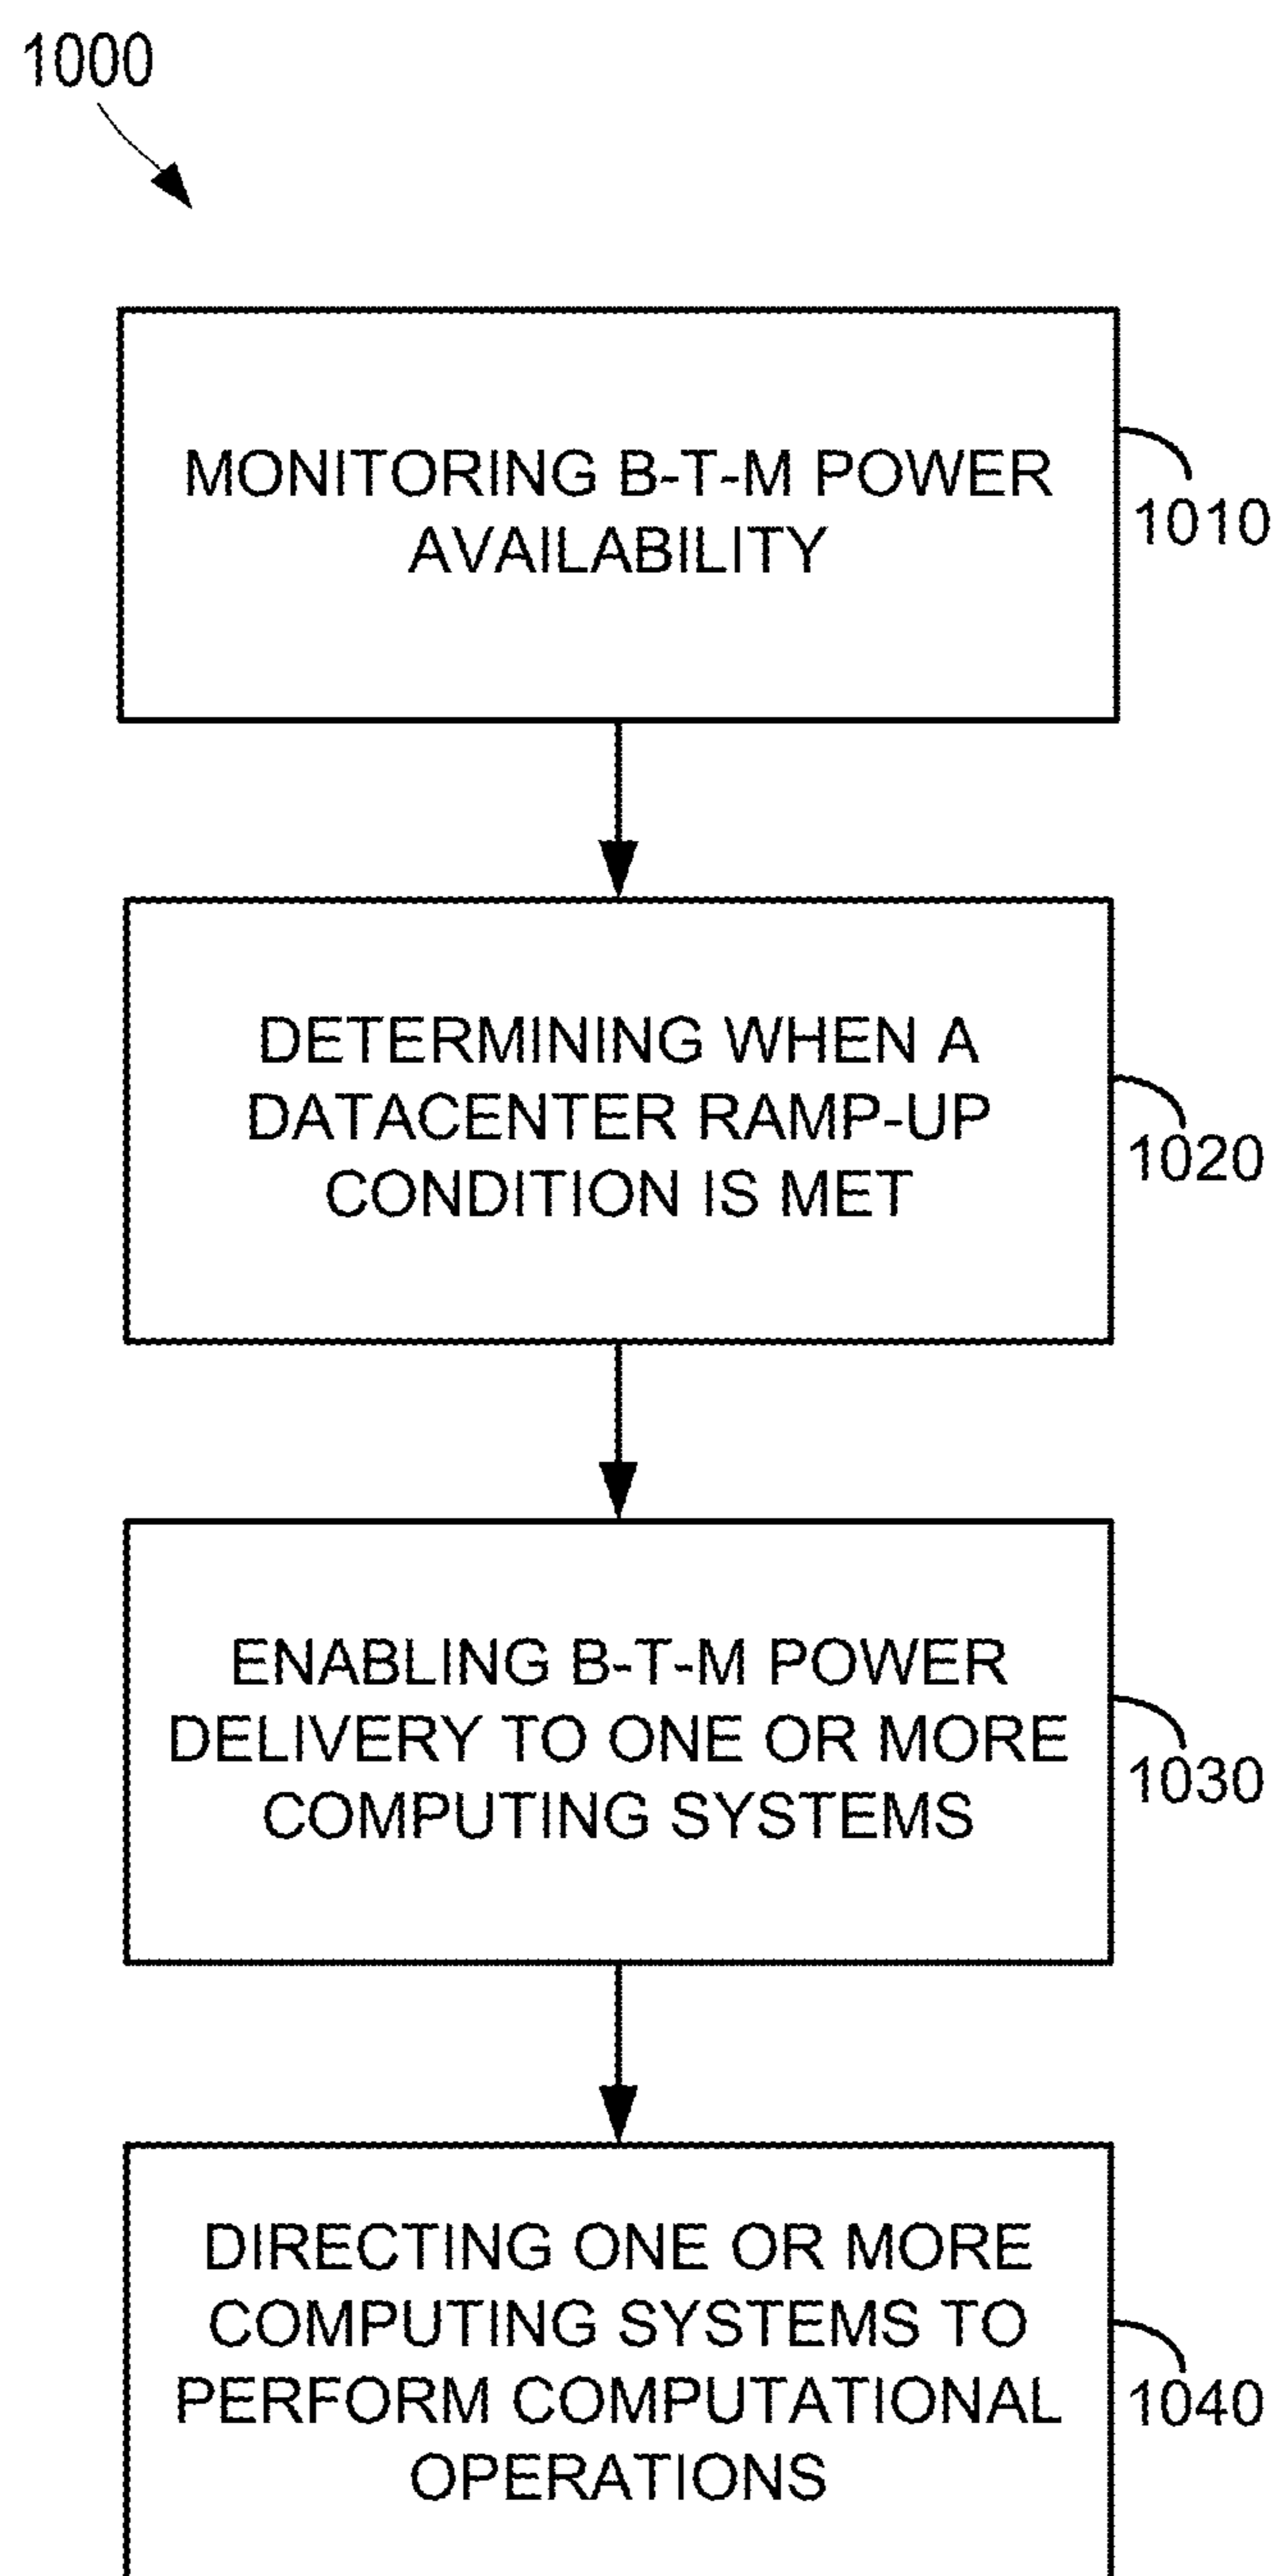 1000
MONITORING B-T-M POWER
AVAILABILITY
1010
DETERMINING WHEN A
DATACENTER RAMP-UP
CONDITION IS MET
1020
ENABLING B-T-M POWER
DELIVERY TO ONE OR MORE
COMPUTING SYSTEMS
1030
DIRECTING ONE OR MORE
COMPUTING SYSTEMS TO
PERFORM COMPUTATIONAL
OPERATIONS
1040